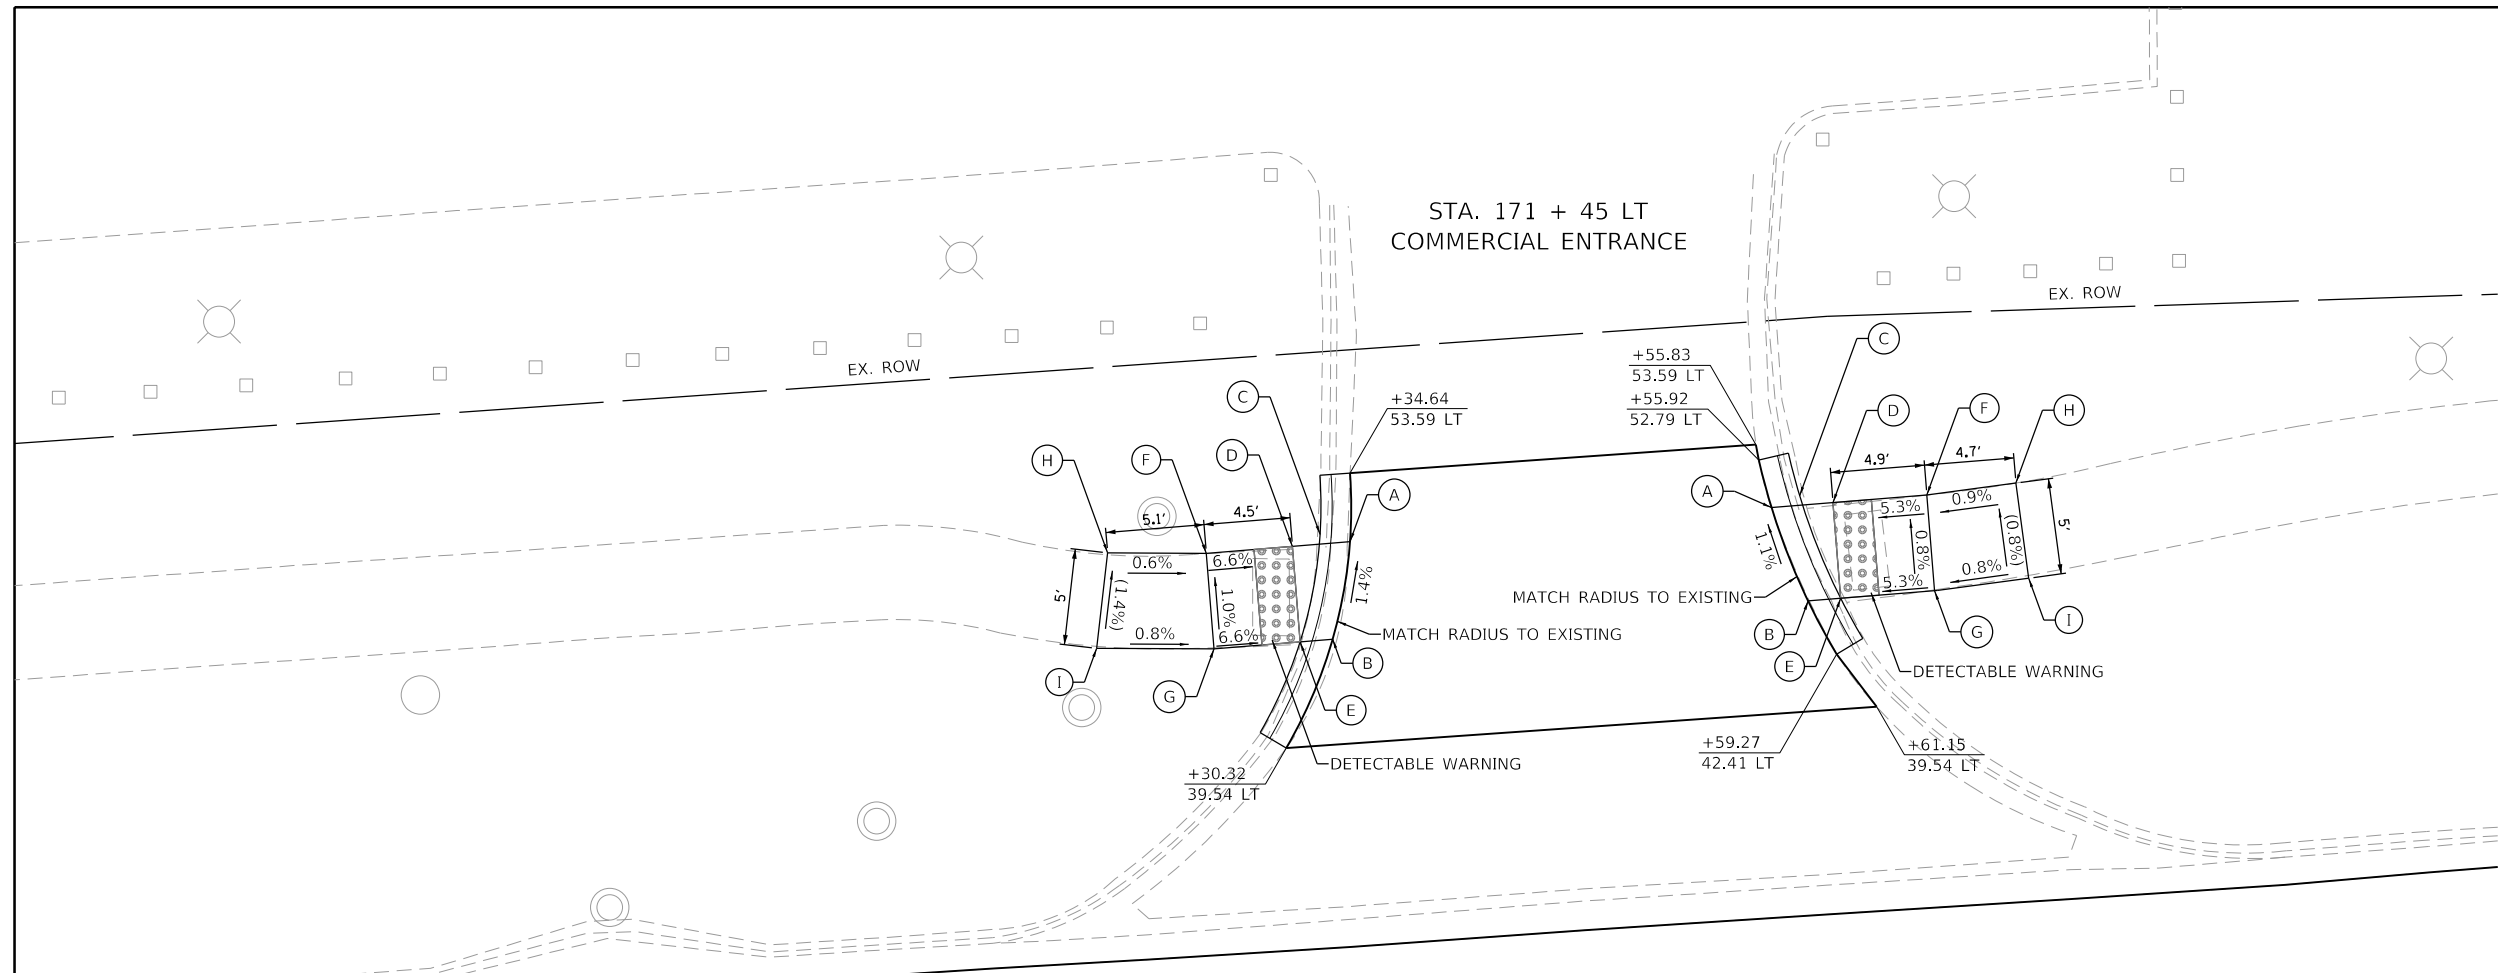 STA. 171 + 45 LT
COMMERCIAL ENTRANCE
EX. ROW
EX. ROW
+55.83
53.59 LT
+55.92
52.79 LT
+34.64
53.59 LT
C
H
F
D
A
5.1'
4.5'
0.6%
6.6%
5'
(1.4%)
1.0%
0.8%
6.6%
1.4%
MATCH RADIUS TO EXISTING
B
I
G
E
DETECTABLE WARNING
+30.32
39.54 LT
C
D
F
H
A
4.9'
4.7'
5.3%
0.9%
1.1%
0.8%
(0.8%)
5'
5.3%
0.8%
MATCH RADIUS TO EXISTING
B
E
G
I
DETECTABLE WARNING
+59.27
42.41 LT
+61.15
39.54 LT